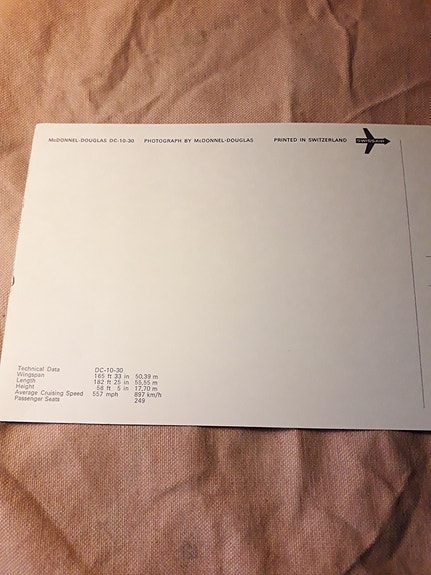 McDONNEL-DOUGLAS DC-10-30 PHOTOGRAPH BY McDONNEL-DOUGLAS PRINTED IN SWITZERLAND SWISSAIR
Technical Data DC-10-30
Wingspan 165 ft 33 in 50,39 m
Length 182 ft 25 in 55,55 m
Height 58 ft 5 in 17,70 m
Average Cruising Speed 557 mph 897 km/h
Passenger Seats 249